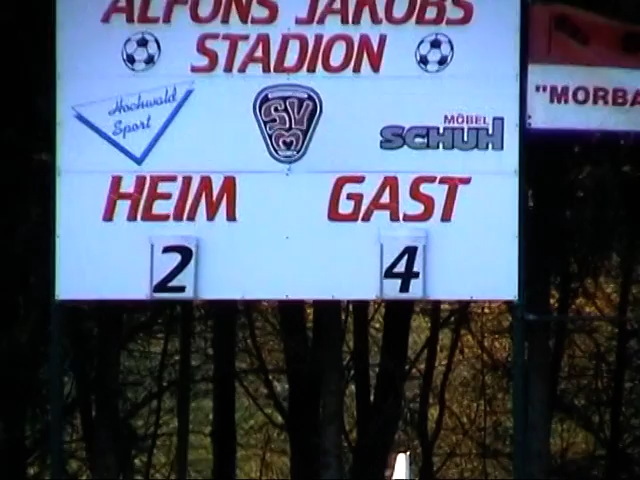 ALFONS JAKOBS
STADION
Hochwald
Sport
SV
M
MÖBEL
SCHUH
HEIM GAST
2 4
"MORBA